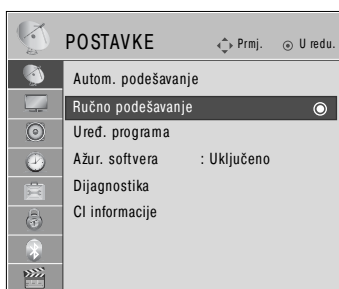 POSTAVKE Prmj. U redu.
Autom. podešavanje
Ručno podešavanje
Uređ. programa
Ažur. softvera : Uključeno
Dijagnostika
CI informacije